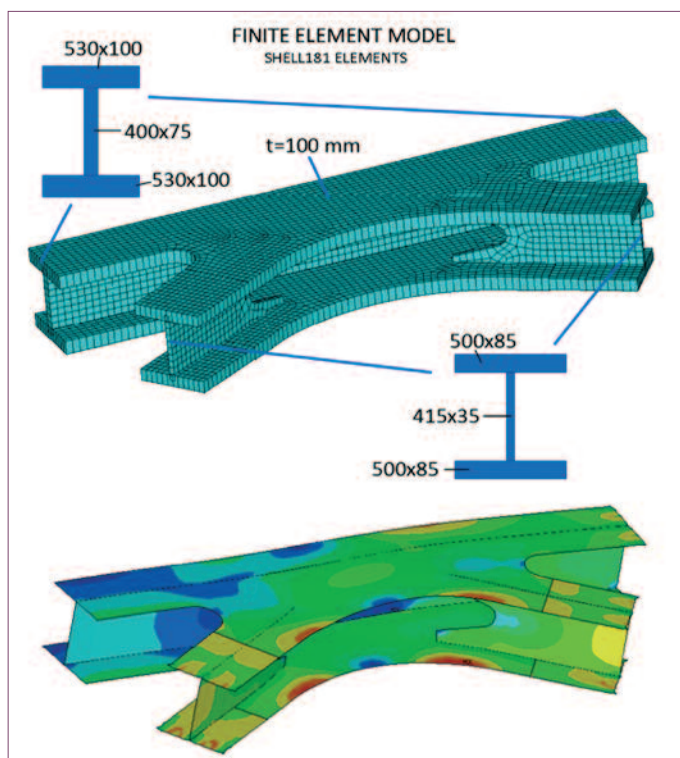 FINITE ELEMENT MODEL
SHELL181 ELEMENTS
530x100
400x75
530x100
t=100 mm
500x85
415x35
500x85